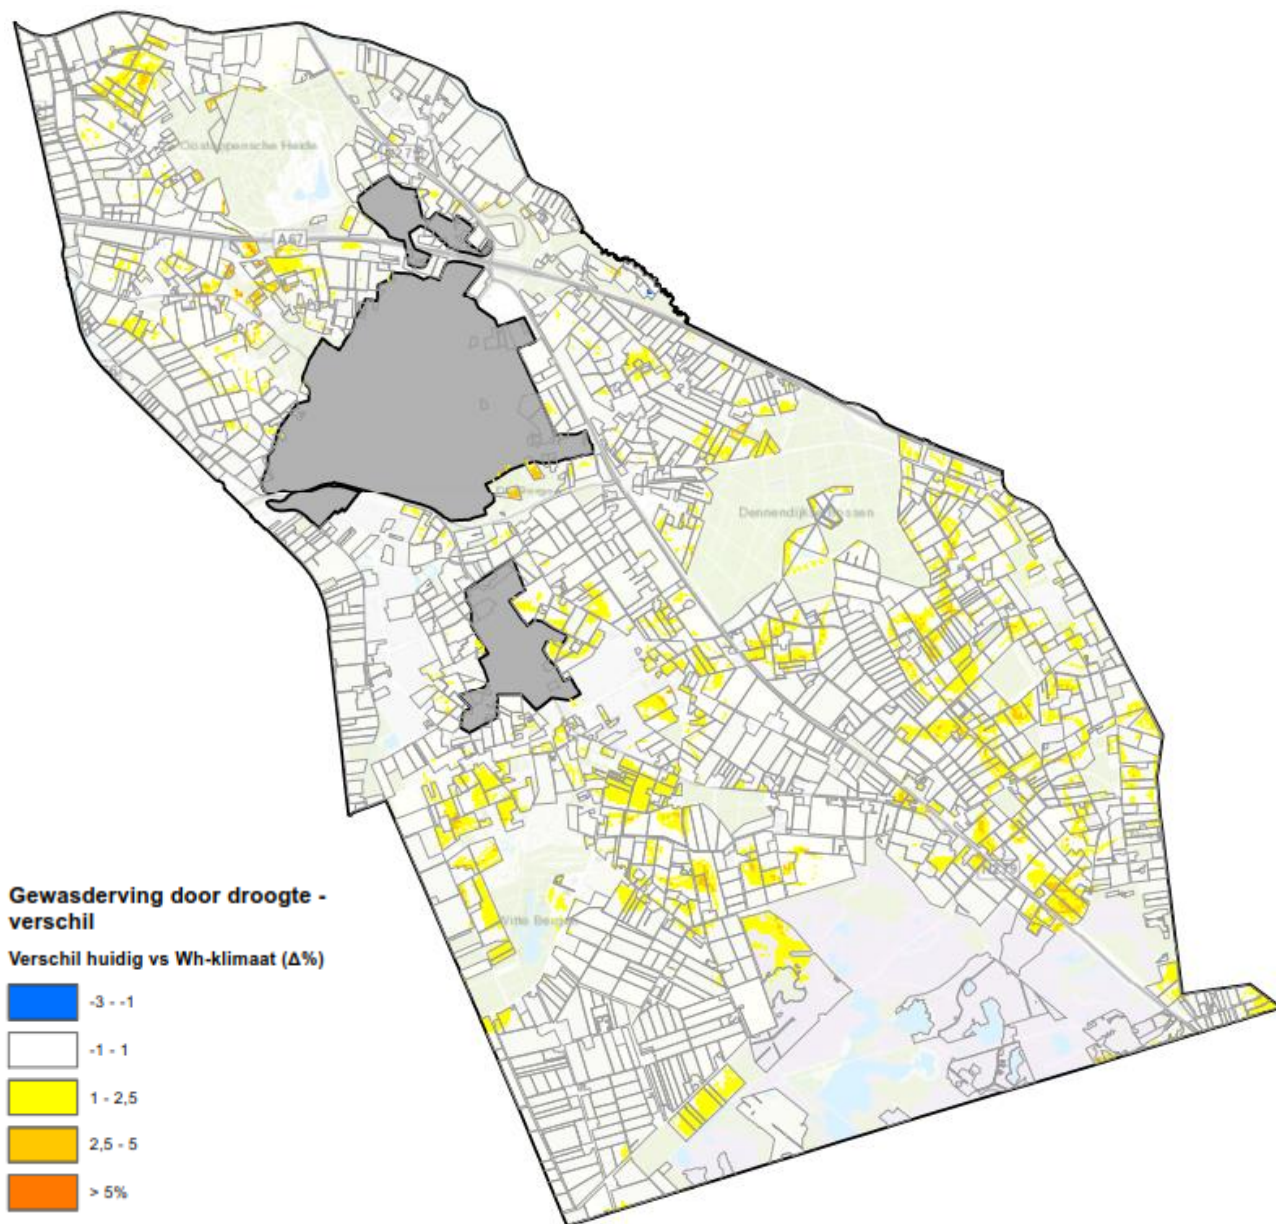 Oostappensche Heide
A67
Dennendijkse Bossen
N279
Witte Bergen
Gewasderving door droogte -
verschil
Verschil huidig vs Wh-klimaat (Δ%)
-3 - -1
-1 - 1
1 - 2,5
2,5 - 5
> 5%